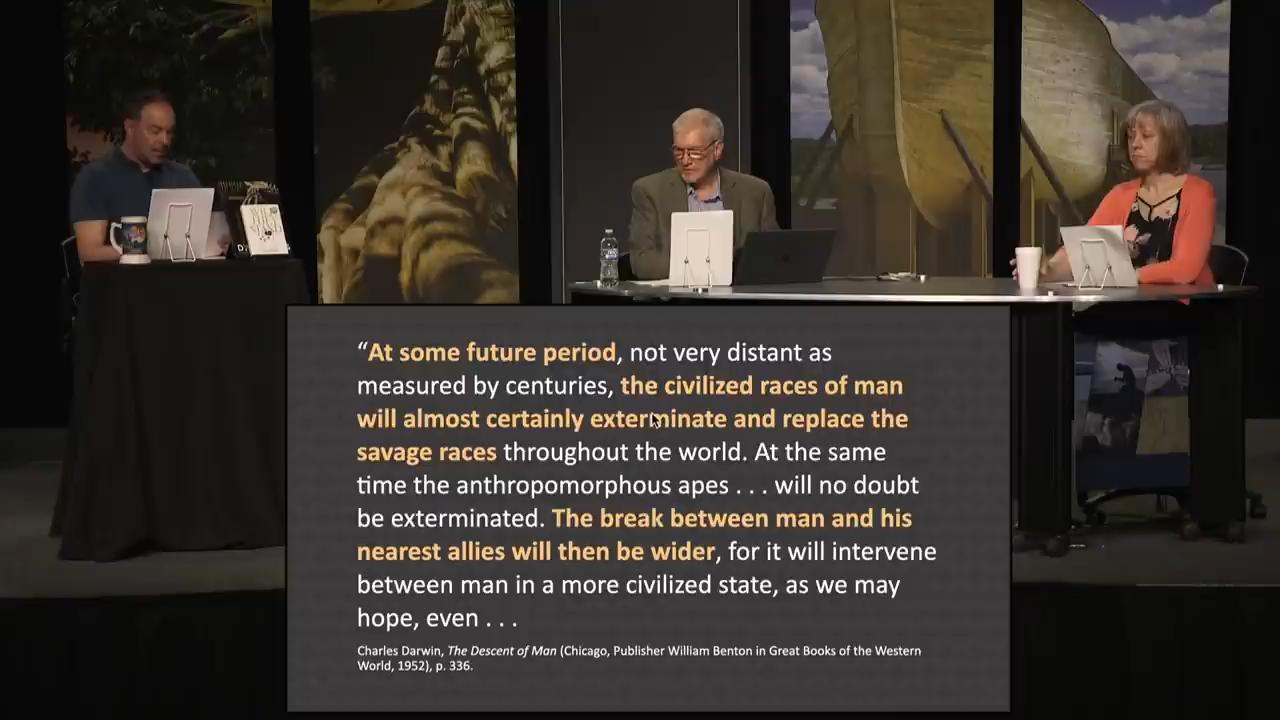 “At some future period, not very distant as
measured by centuries, the civilized races of man
will almost certainly exterminate and replace the
savage races throughout the world. At the same
time the anthropomorphous apes . . . will no doubt
be exterminated. The break between man and his
nearest allies will then be wider, for it will intervene
between man in a more civilized state, as we may
hope, even . . .
Charles Darwin, The Descent of Man (Chicago, Publisher William Benton in Great Books of the Western
World, 1952), p. 336.